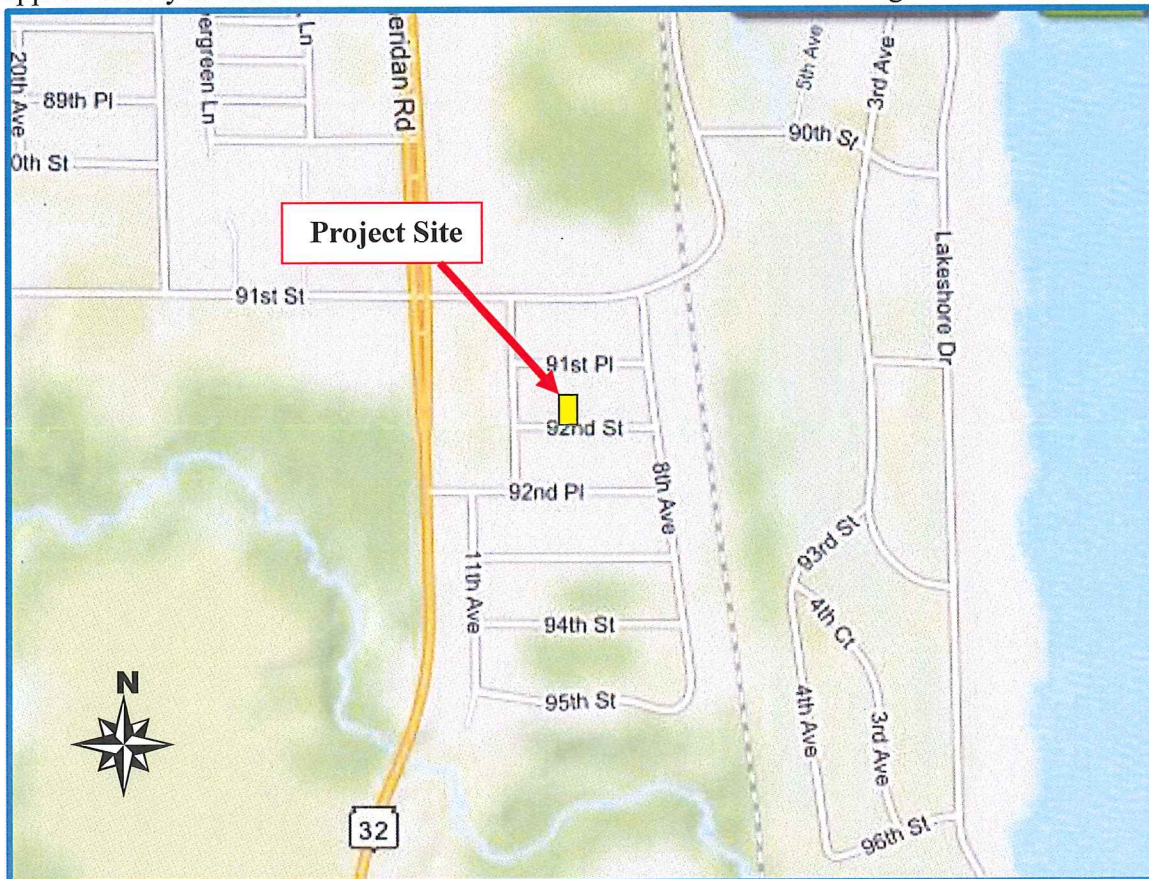 Ln
5th Ave
3rd Ave
20th Ave
ergreen Ln
eridan Rd
89th Pl
90th St
0th St
Project Site
Lakeshore Dr
91st St
91st Pl
92nd St
92nd Pl
8th Ave
11th Ave
93rd St
94th St
4th Ct
95th St
4th Ave
3rd Ave
N
32
96th St